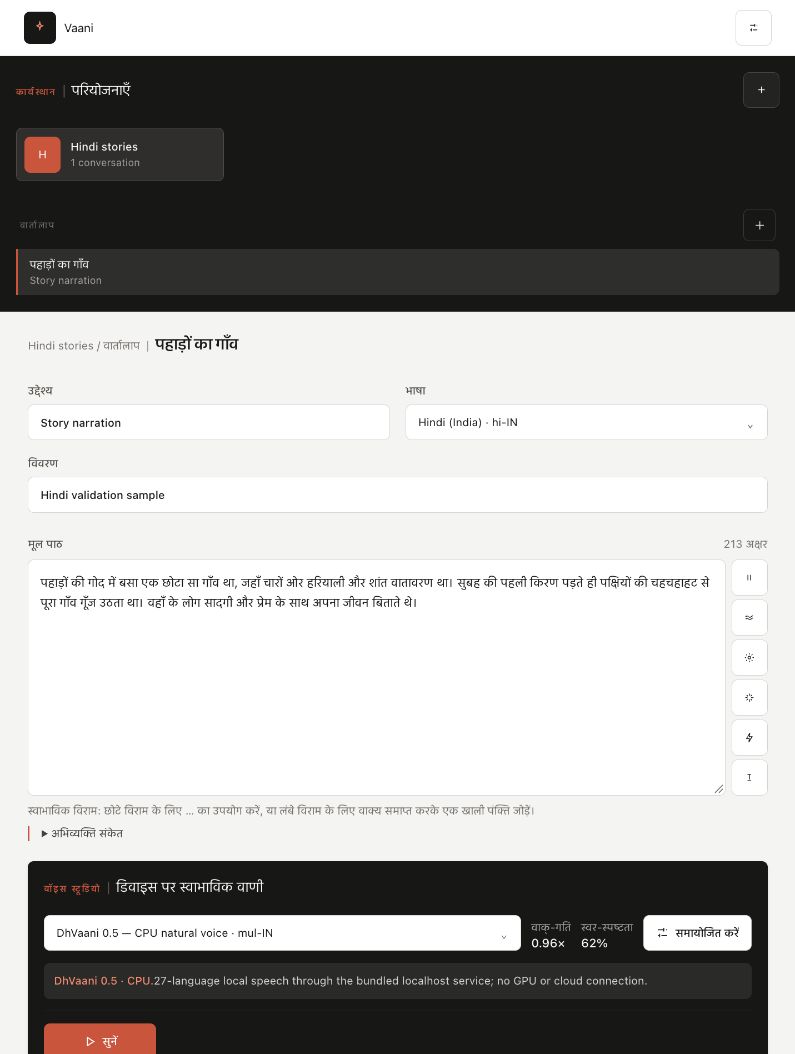 Vaani
कार्यस्थान | परियोजनाएँ
+
H
Hindi stories
1 conversation
वार्तालाप
+
पहाड़ों का गाँव
Story narration
Hindi stories / वार्तालाप | पहाड़ों का गाँव
उद्देश्य
भाषा
Story narration
Hindi (India) · hi-IN
विवरण
Hindi validation sample
मूल पाठ
213 अक्षर
पहाड़ों की गोद में बसा एक छोटा सा गाँव था, जहाँ चारों ओर हरियाली और शांत वातावरण था। सुबह की पहली किरण पड़ते ही पक्षियों की चहचहाहट से
पूरा गाँव गूँज उठता था। वहाँ के लोग सादगी और प्रेम के साथ अपना जीवन बिताते थे।
स्वाभाविक विराम: छोटे विराम के लिए ... का उपयोग करें, या लंबे विराम के लिए वाक्य समाप्त करके एक खाली पंक्ति जोड़ें।
▶ अभिव्यक्ति संकेत
वॉइस स्टूडियो | डिवाइस पर स्वाभाविक वाणी
DhVaani 0.5 — CPU natural voice · mul-IN
वाक्-गति
0.96×
स्वर-स्पष्टता
62%
समायोजित करें
DhVaani 0.5 · CPU.27-language local speech through the bundled localhost service; no GPU or cloud connection.
सुनें